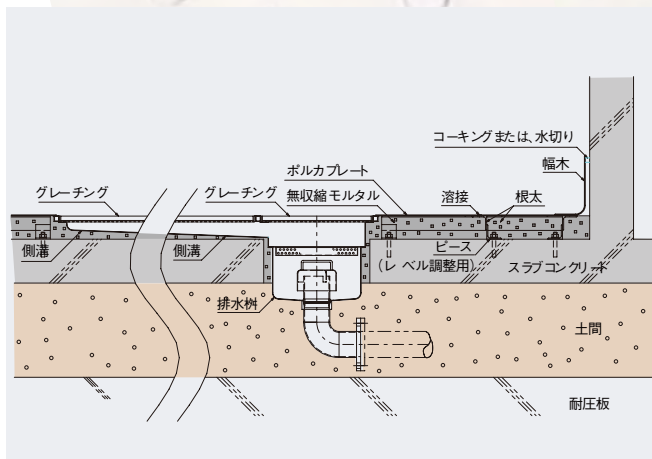 コーキングまたは、水切り
幅木
ボルカプレート
グレーチング
グレーチング
無収縮モルタル
溶接
根太
側溝
側溝
ピース
(レベル調整用)
スラブコンクリート
排水桝
土間
耐圧板